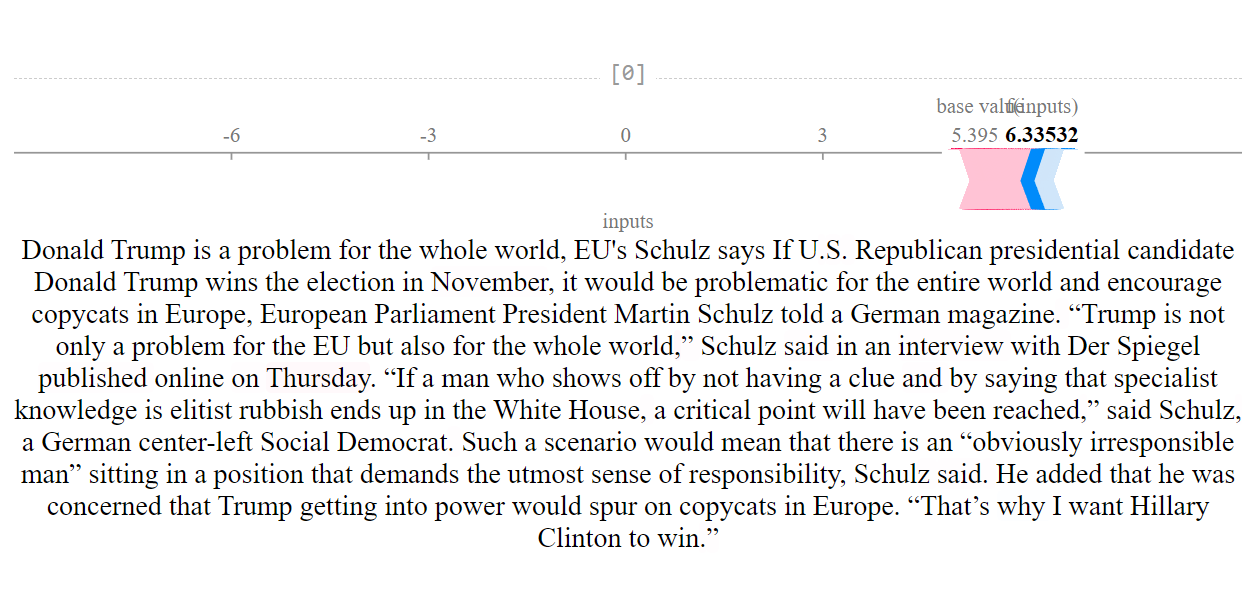 [0]
base value f(inputs)
-6 -3 0 3 5.395 6.33532
inputs
Donald Trump is a problem for the whole world, EU's Schulz says If U.S. Republican presidential candidate
Donald Trump wins the election in November, it would be problematic for the entire world and encourage
copycats in Europe, European Parliament President Martin Schulz told a German magazine. “Trump is not
only a problem for the EU but also for the whole world,” Schulz said in an interview with Der Spiegel
published online on Thursday. “If a man who shows off by not having a clue and by saying that specialist
knowledge is elitist rubbish ends up in the White House, a critical point will have been reached,” said Schulz,
a German center-left Social Democrat. Such a scenario would mean that there is an “obviously irresponsible
man” sitting in a position that demands the utmost sense of responsibility, Schulz said. He added that he was
concerned that Trump getting into power would spur on copycats in Europe. “That’s why I want Hillary
Clinton to win.”